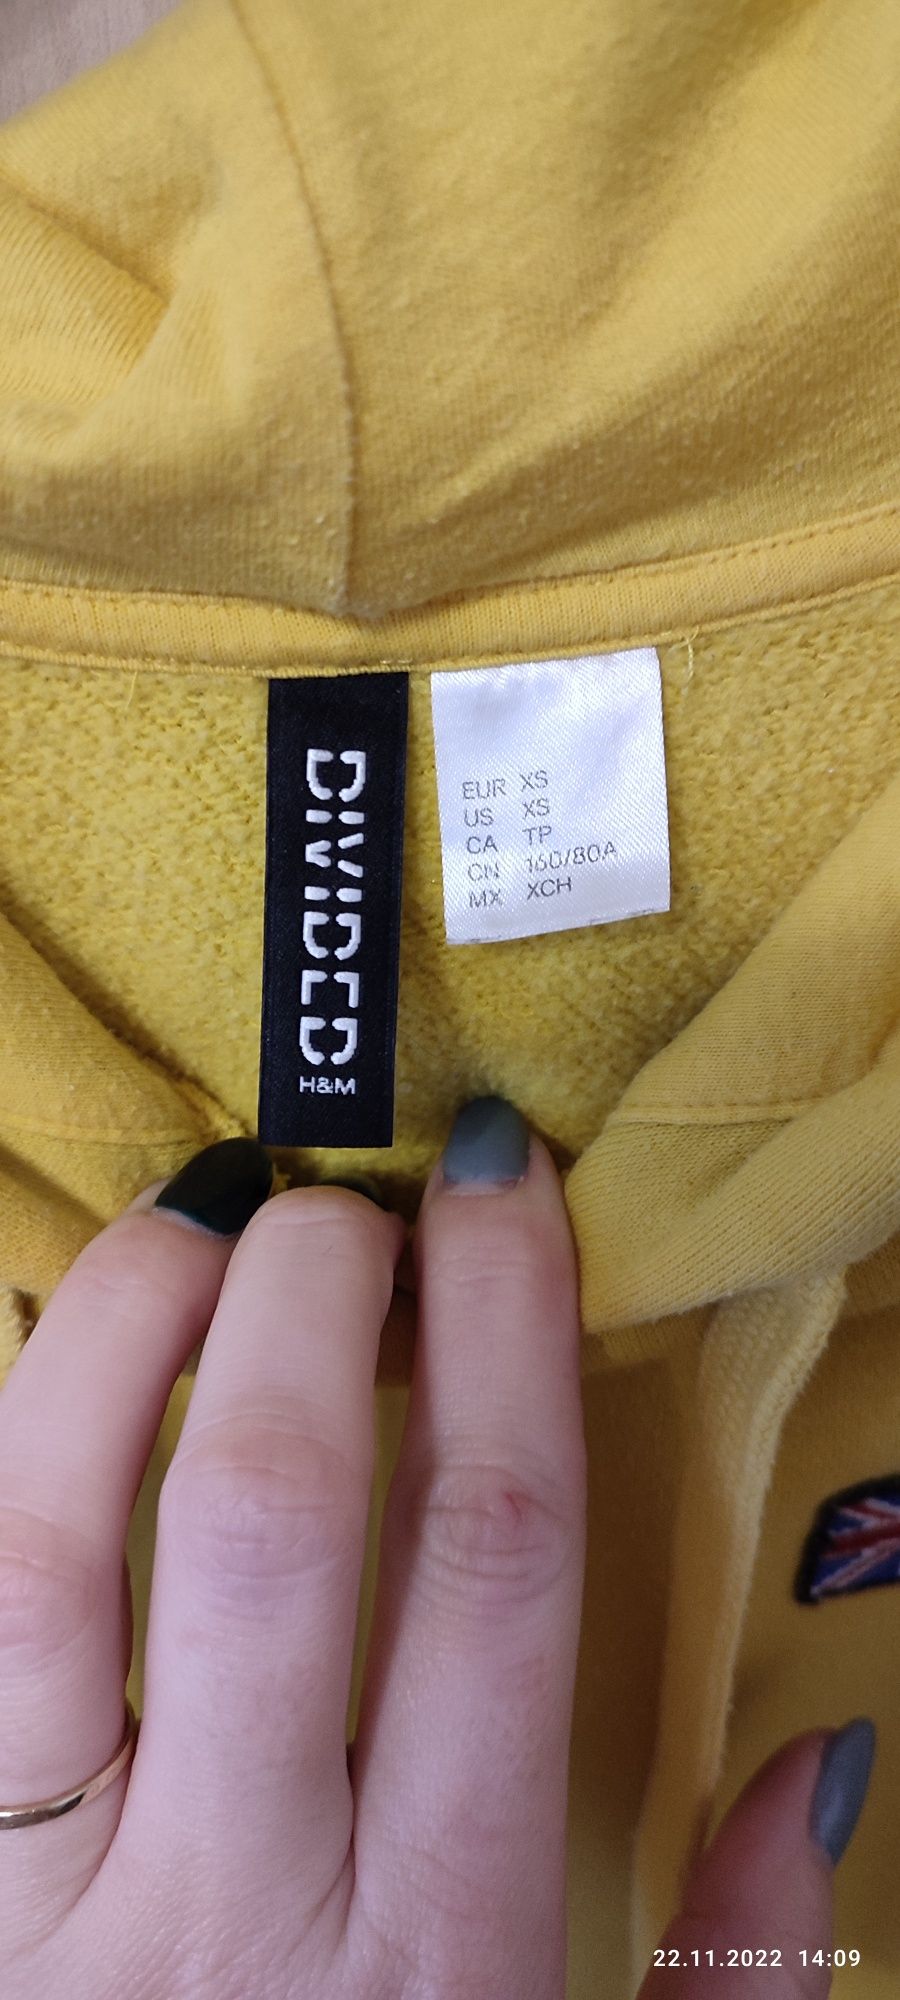 DIVIDED
H&M
EUR XS
US XS
CA TP
CN 160/80A
MX XCH
22.11.2022 14:09